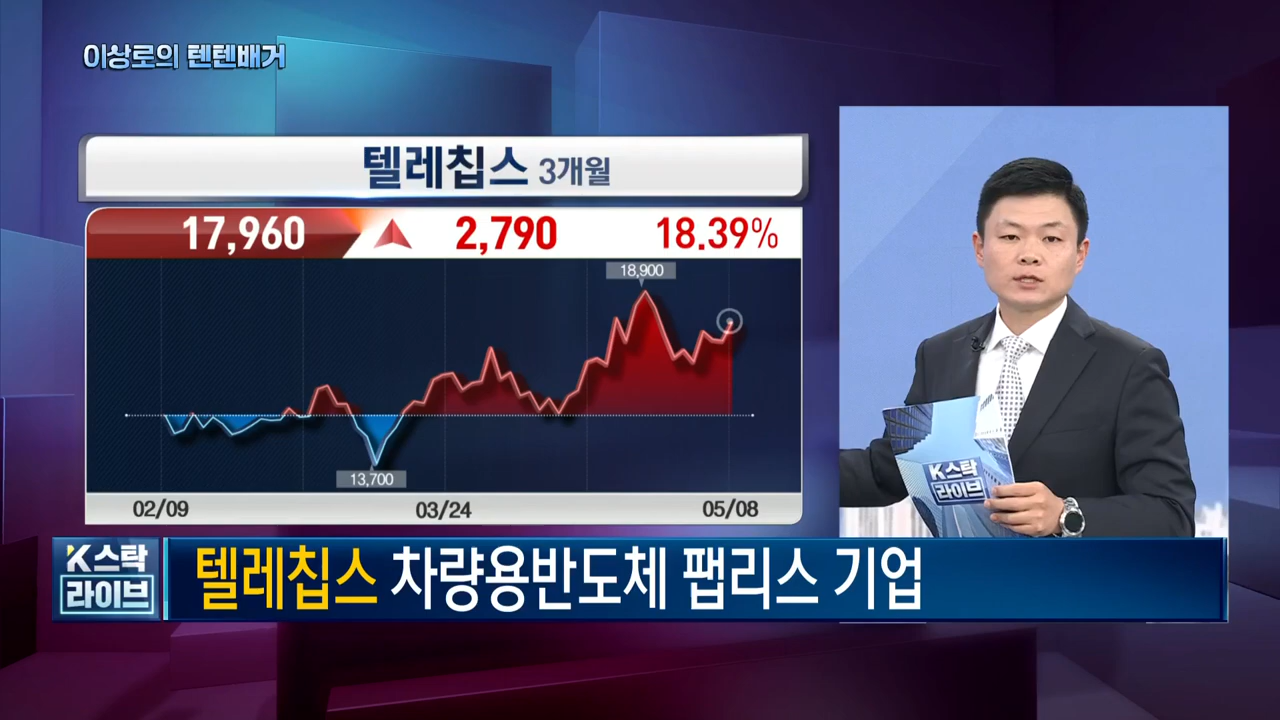 이상로의 텐텐배거
텔레칩스 3개월
17,960 ▲ 2,790 18.39%
18,900
13,700
02/09 03/24 05/08
K스탁
라이브
K스탁
라이브
텔레칩스 차량용반도체 팹리스 기업